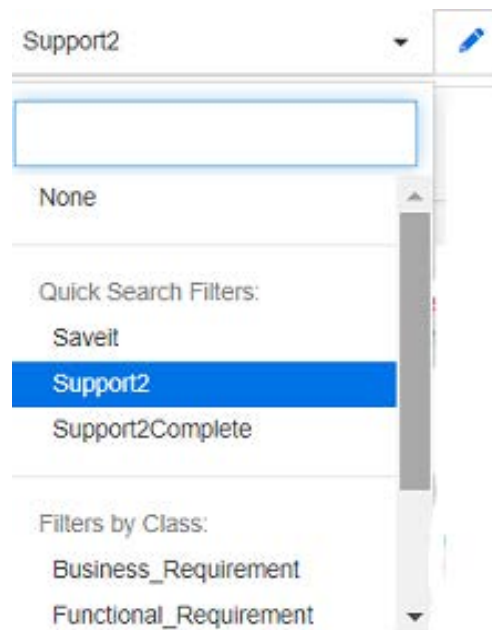 Support2
None
Quick Search Filters:
Saveit
Support2
Support2Complete
Filters by Class:
Business_Requirement
Functional_Requirement